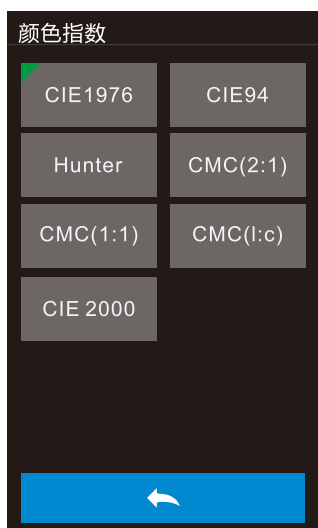 颜色指数
CIE1976
CIE94
Hunter
CMC(2:1)
CMC(1:1)
CMC(l:c)
CIE 2000